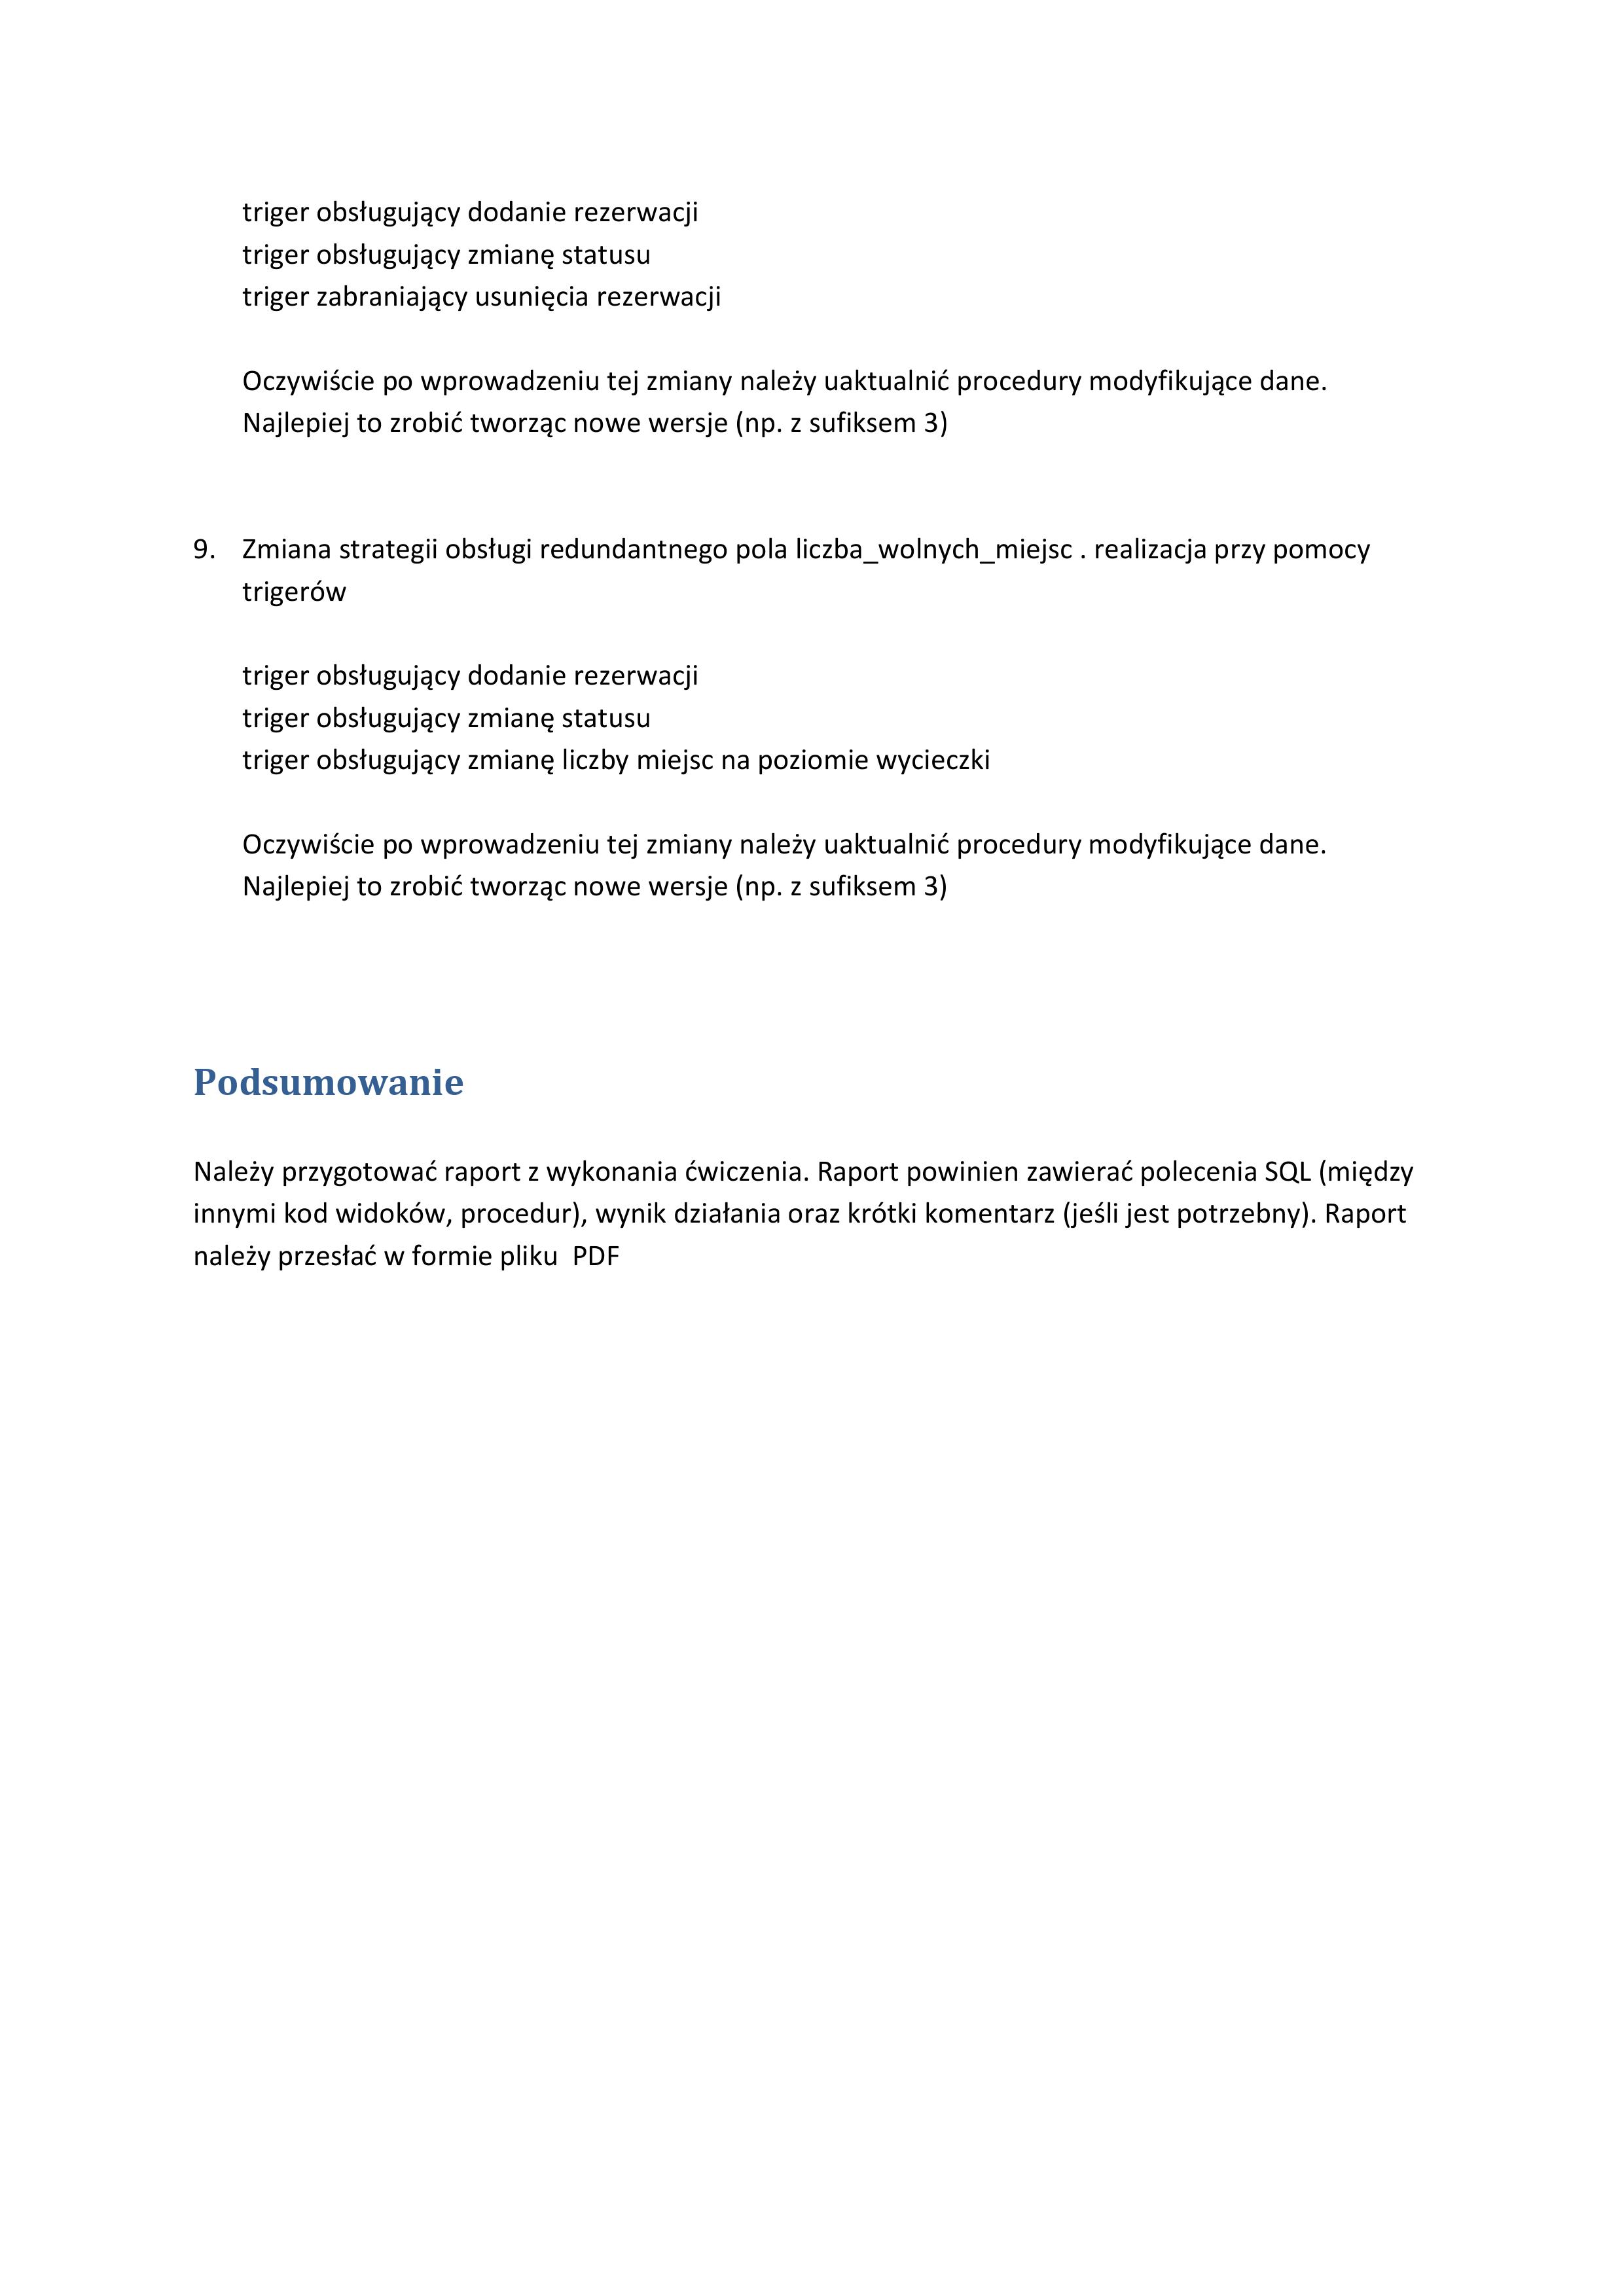 triger obsługujący dodanie rezerwacji
triger obsługujący zmianę statusu
triger zabraniający usunięcia rezerwacji
Oczywiście po wprowadzeniu tej zmiany należy uaktualnić procedury modyfikujące dane.
Najlepiej to zrobić tworząc nowe wersje (np. z sufiksem 3)
9. Zmiana strategii obsługi redundantnego pola liczba_wolnych_miejsc . realizacja przy pomocy
trigerów
triger obsługujący dodanie rezerwacji
triger obsługujący zmianę statusu
triger obsługujący zmianę liczby miejsc na poziomie wycieczki
Oczywiście po wprowadzeniu tej zmiany należy uaktualnić procedury modyfikujące dane.
Najlepiej to zrobić tworząc nowe wersje (np. z sufiksem 3)
Podsumowanie
Należy przygotować raport z wykonania ćwiczenia. Raport powinien zawierać polecenia SQL (między
innymi kod widoków, procedur), wynik działania oraz krótki komentarz (jeśli jest potrzebny). Raport
należy przesłać w formie pliku  PDF